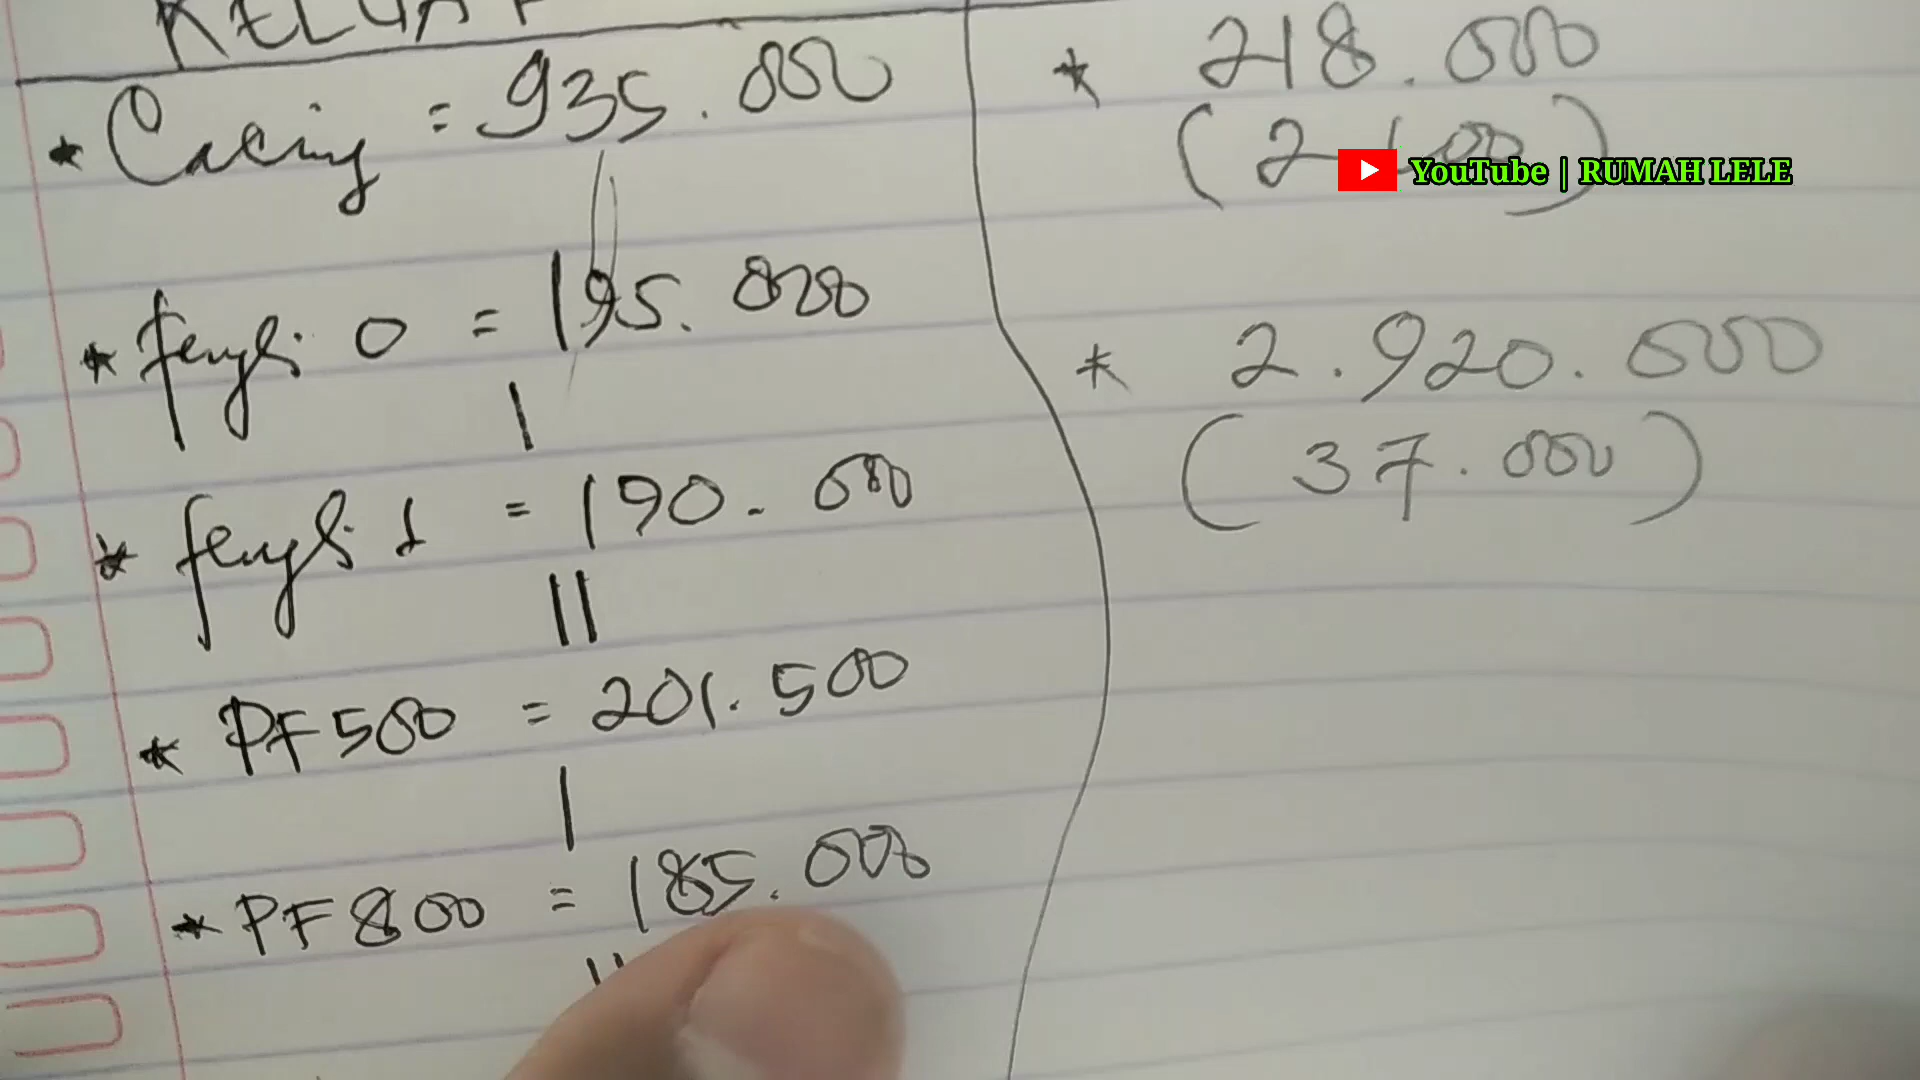 KELUAR
* Cacing = 935.000
* fengli 0 = 195.000
|
* fengli 1 = 190.000
||
* PF500 = 201.500
|
* PF800 = 185.000
||
* 218.000
* 2.920.000
(37.000)
YouTube | RUMAH LELE